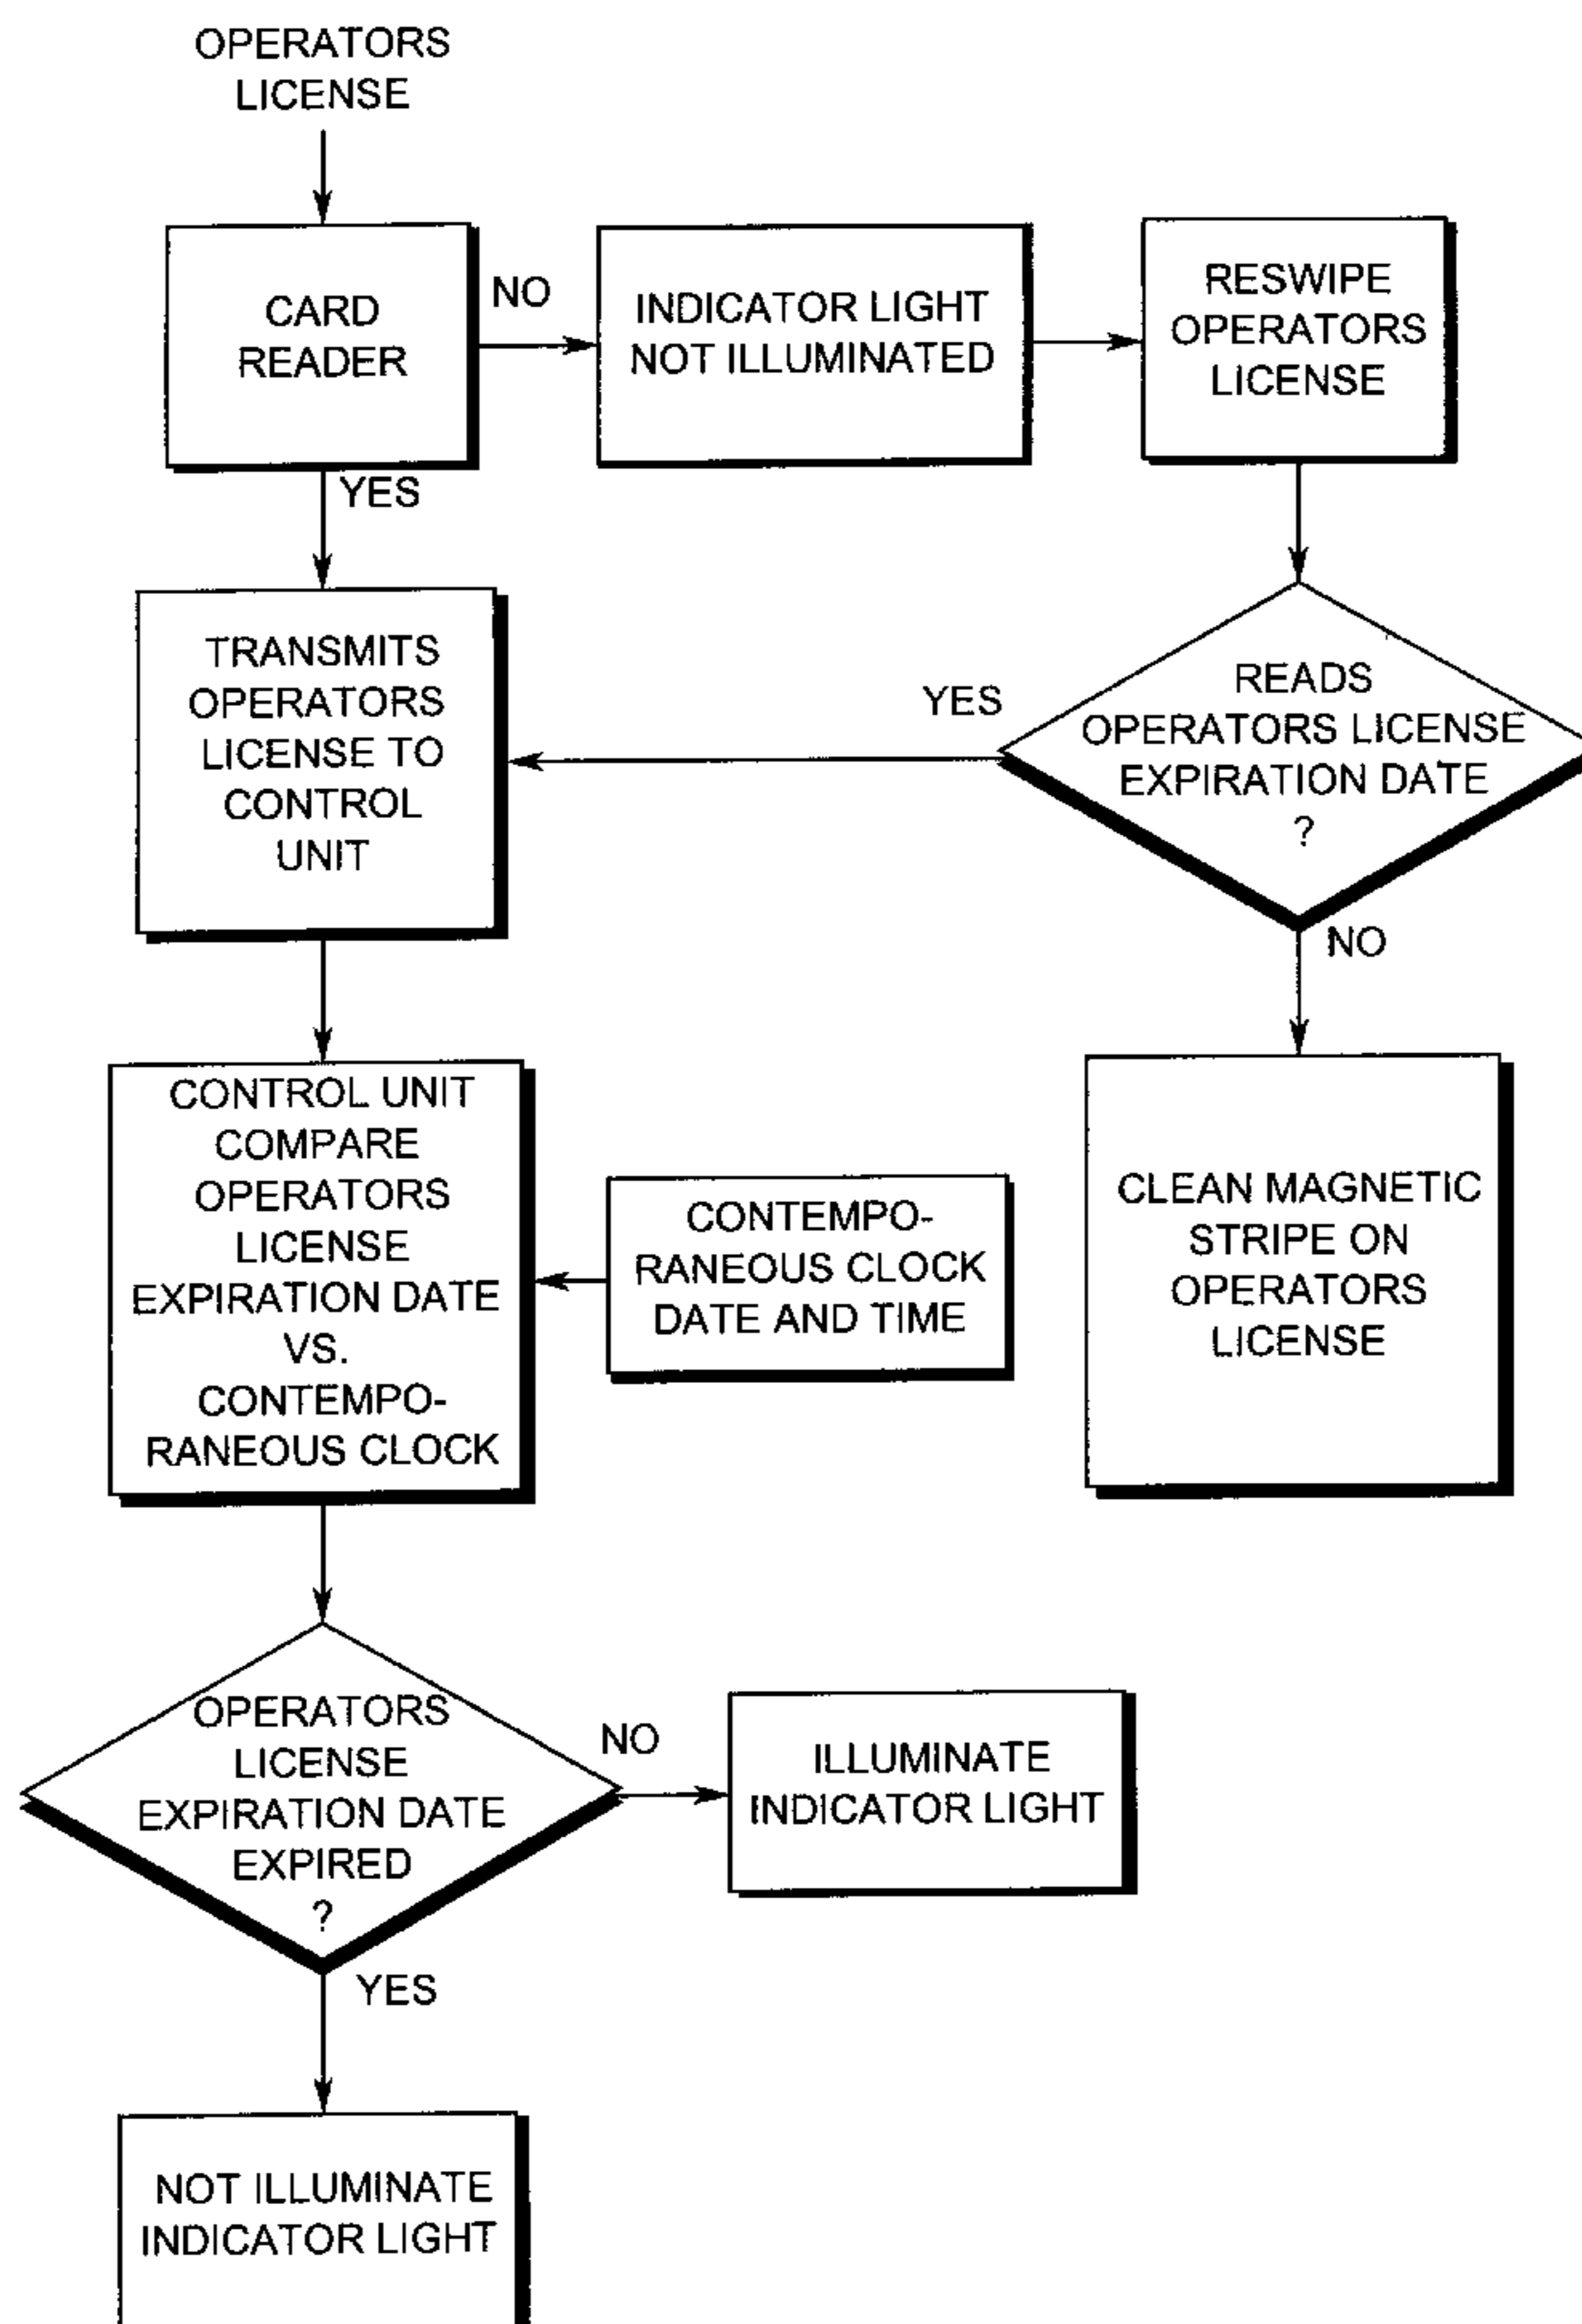 OPERATORS
LICENSE
CARD
READER
NO
INDICATOR LIGHT
NOT ILLUMINATED
RESWIPE
OPERATORS
LICENSE
YES
TRANSMITS
OPERATORS
LICENSE TO
CONTROL
UNIT
YES
READS
OPERATORS LICENSE
EXPIRATION DATE
?
NO
CONTROL UNIT
COMPARE
OPERATORS
LICENSE
EXPIRATION DATE
VS.
CONTEMPO-
RANEOUS CLOCK
CONTEMPO-
RANEOUS CLOCK
DATE AND TIME
CLEAN MAGNETIC
STRIPE ON
OPERATORS
LICENSE
OPERATORS
LICENSE
EXPIRATION DATE
EXPIRED
?
NO
ILLUMINATE
INDICATOR LIGHT
YES
NOT ILLUMINATE
INDICATOR LIGHT